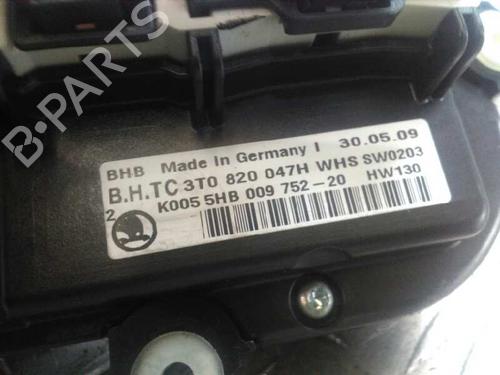 B-PARTS
BHB Made in Germany I 30.05.09
B.H.TC 3T0 820 047H WHS SW0203
K005 5HB 009 752-20 HW130
2